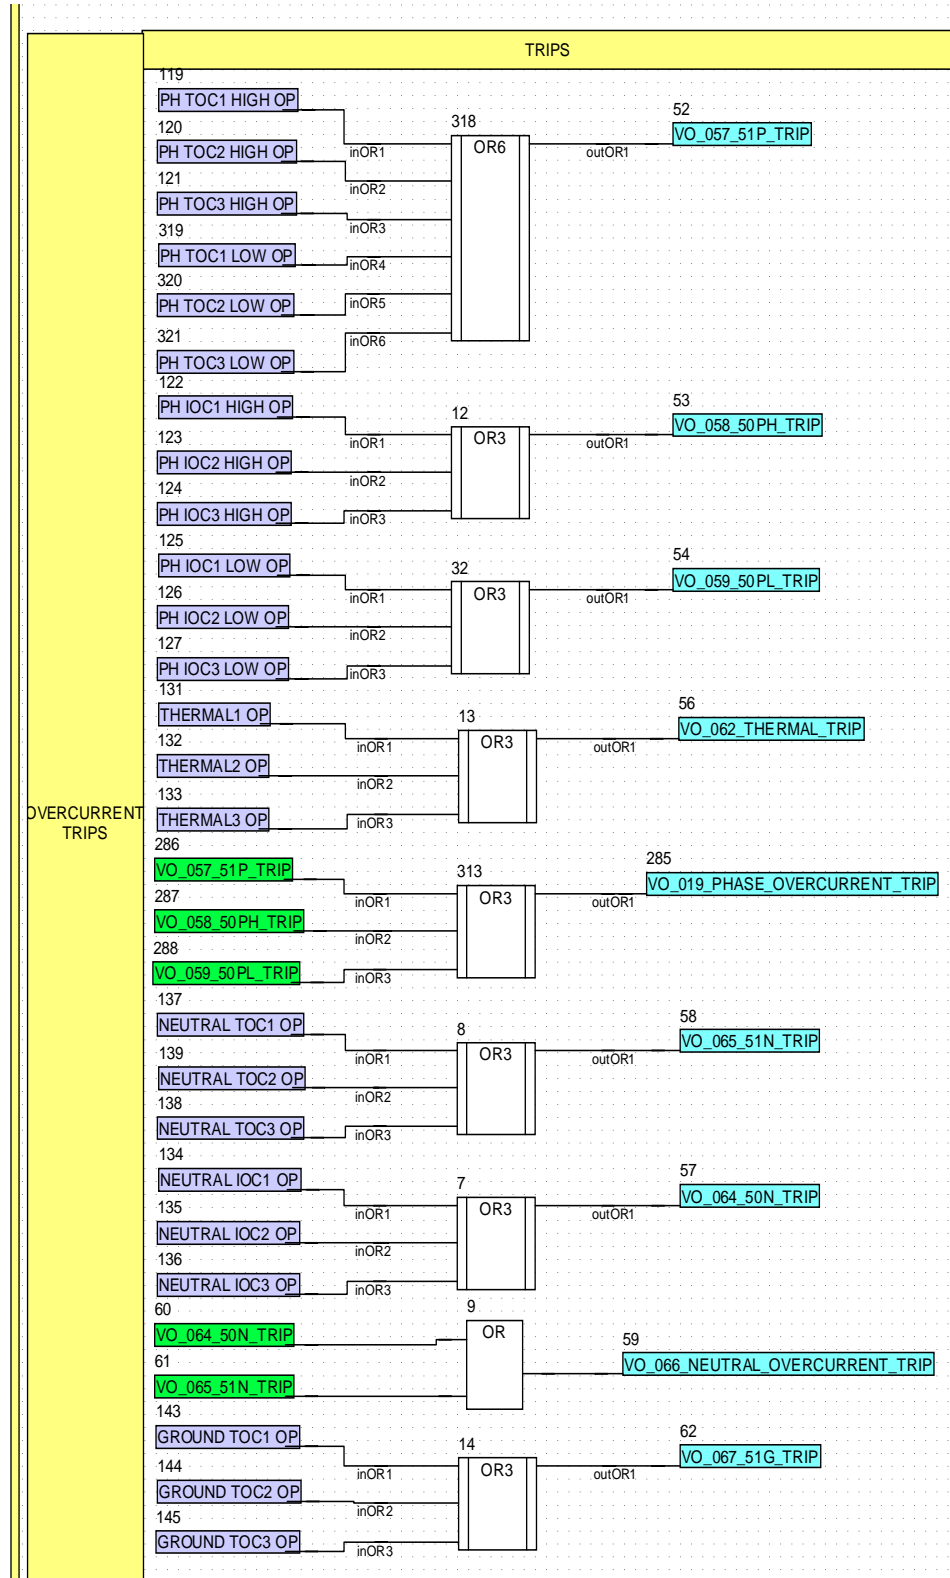 TRIPS
OVERCURRENT
TRIPS
119
PH TOC1 HIGH OP
120
PH TOC2 HIGH OP
121
PH TOC3 HIGH OP
319
PH TOC1 LOW OP
320
PH TOC2 LOW OP
321
PH TOC3 LOW OP
inOR1
inOR2
inOR3
inOR4
inOR5
inOR6
318
OR6
outOR1
52
VO_057_51P_TRIP
122
PH IOC1 HIGH OP
123
PH IOC2 HIGH OP
124
PH IOC3 HIGH OP
inOR1
inOR2
inOR3
12
OR3
outOR1
53
VO_058_50PH_TRIP
125
PH IOC1 LOW OP
126
PH IOC2 LOW OP
127
PH IOC3 LOW OP
inOR1
inOR2
inOR3
32
OR3
outOR1
54
VO_059_50PL_TRIP
131
THERMAL1 OP
132
THERMAL2 OP
133
THERMAL3 OP
inOR1
inOR2
inOR3
13
OR3
outOR1
56
VO_062_THERMAL_TRIP
286
VO_057_51P_TRIP
287
VO_058_50PH_TRIP
288
VO_059_50PL_TRIP
inOR1
inOR2
inOR3
313
OR3
outOR1
285
VO_019_PHASE_OVERCURRENT_TRIP
137
NEUTRAL TOC1 OP
139
NEUTRAL TOC2 OP
138
NEUTRAL TOC3 OP
inOR1
inOR2
inOR3
8
OR3
outOR1
58
VO_065_51N_TRIP
134
NEUTRAL IOC1 OP
135
NEUTRAL IOC2 OP
136
NEUTRAL IOC3 OP
inOR1
inOR2
inOR3
7
OR3
outOR1
57
VO_064_50N_TRIP
60
VO_064_50N_TRIP
61
VO_065_51N_TRIP
9
OR
59
VO_066_NEUTRAL_OVERCURRENT_TRIP
143
GROUND TOC1 OP
144
GROUND TOC2 OP
145
GROUND TOC3 OP
inOR1
inOR2
inOR3
14
OR3
outOR1
62
VO_067_51G_TRIP